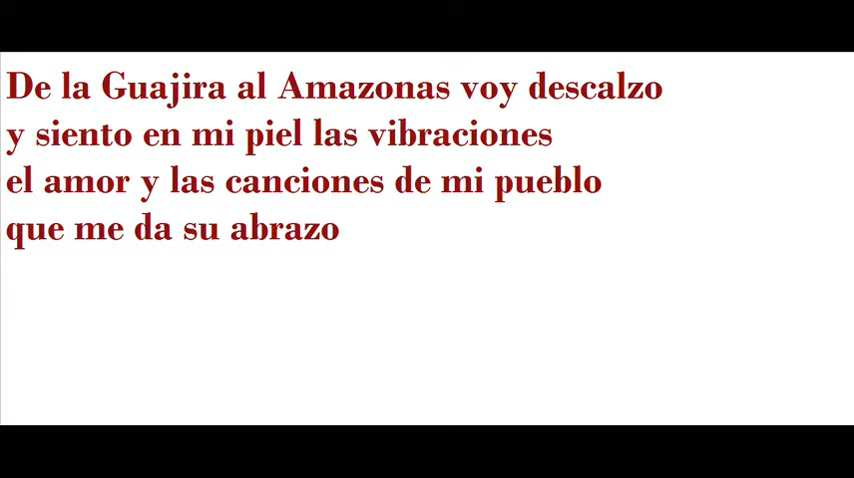 De la Guajira al Amazonas voy descalzo
y siento en mi piel las vibraciones
el amor y las canciones de mi pueblo
que me da su abrazo